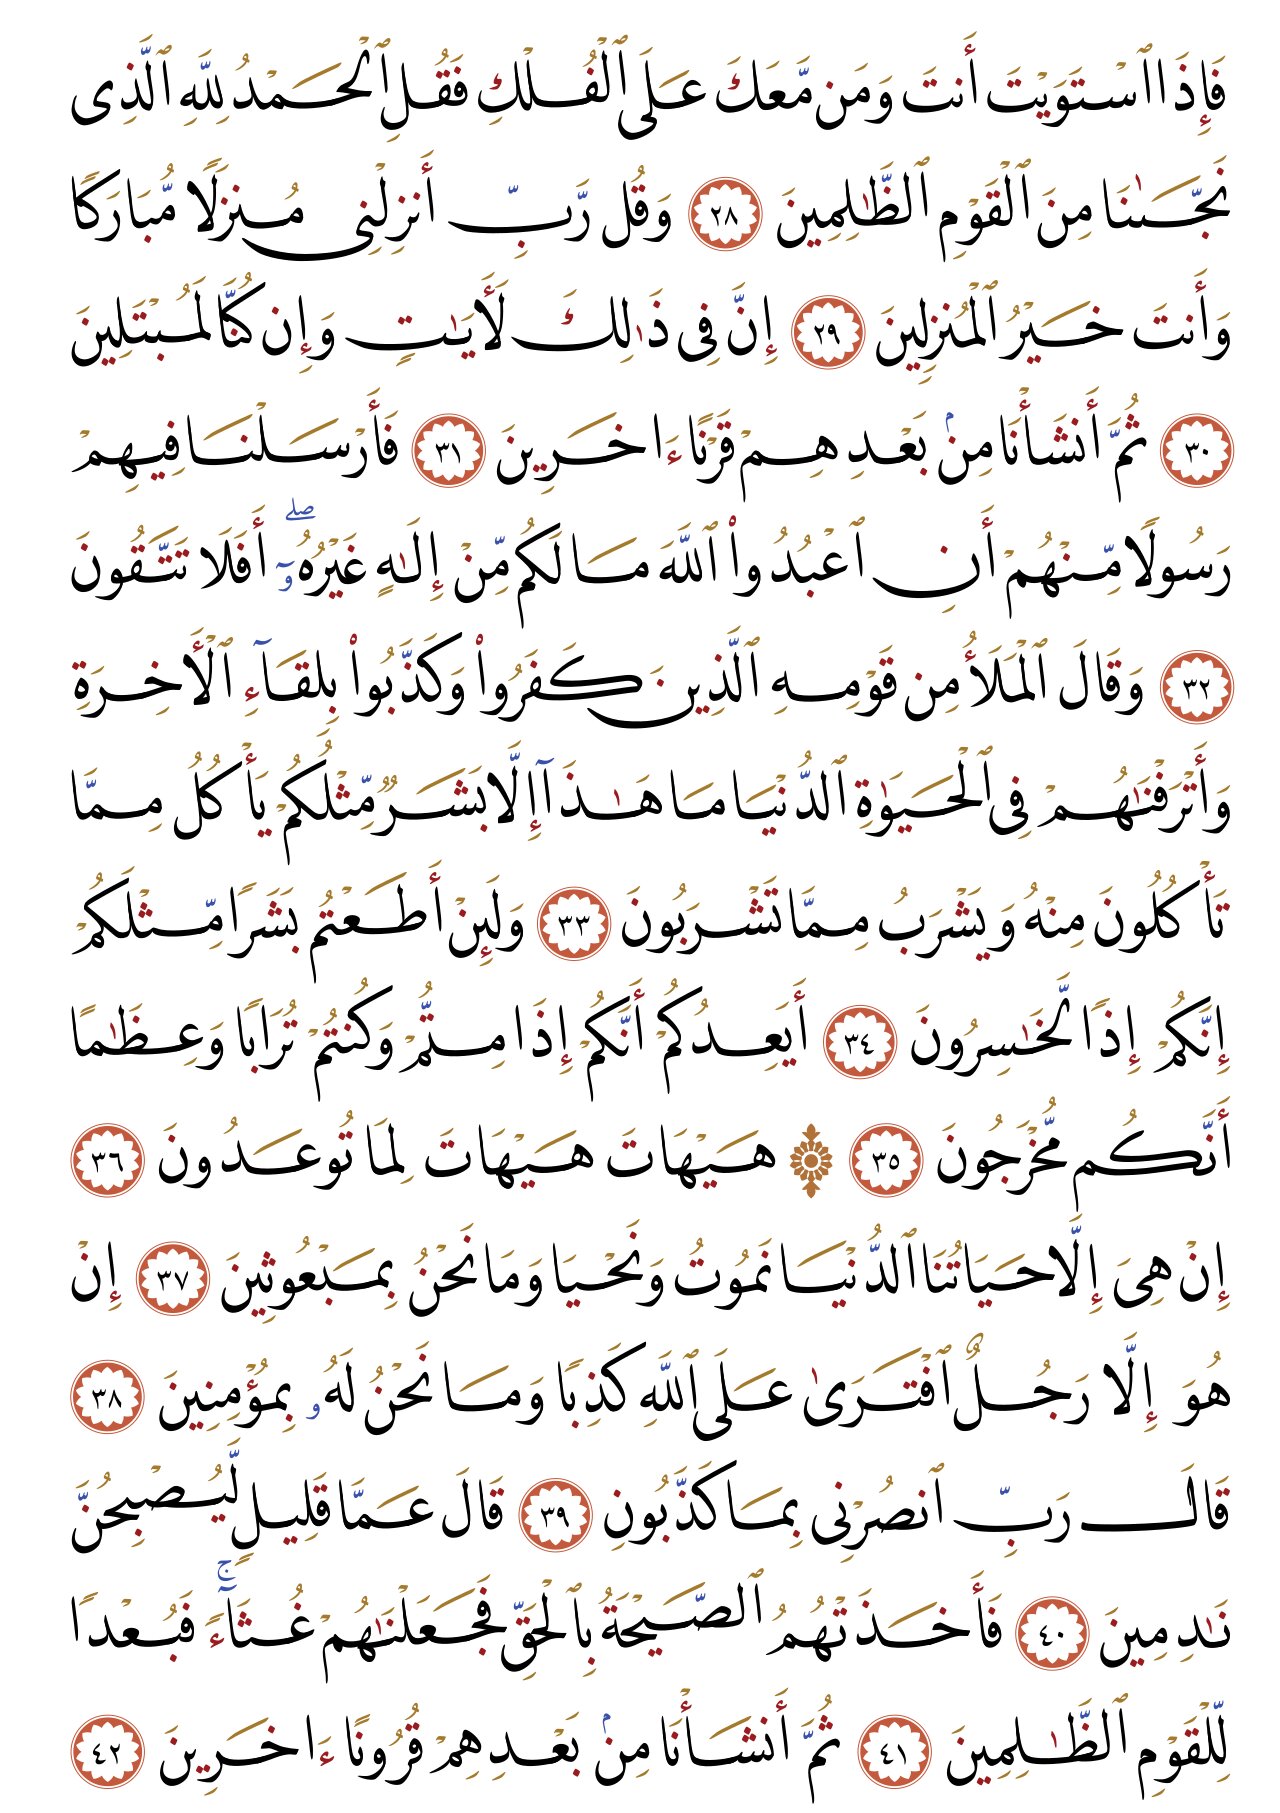 فَإِذَا ٱسْتَوَيْتَ أَنتَ وَمَن مَّعَكَ عَلَى ٱلْفُلْكِ فَقُلِ ٱلْحَمْدُ لِلَّهِ ٱلَّذِى
نَجَّىٰنَا مِنَ ٱلْقَوْمِ ٱلظَّـٰلِمِينَ ٢٨ وَقُل رَّبِّ أَنزِلْنِى مُنزَلًا مُّبَارَكًا
وَأَنتَ خَيْرُ ٱلْمُنزِلِينَ ٢٩ إِنَّ فِى ذَٰلِكَ لَـَٔايَـٰتٍ وَإِن كُنَّا لَمُبْتَلِينَ
٣٠ ثُمَّ أَنشَأْنَا مِنۢ بَعْدِهِمْ قَرْنًا ءَاخَرِينَ ٣١ فَأَرْسَلْنَا فِيهِمْ
رَسُولًا مِّنْهُمْ أَنِ ٱعْبُدُوا۟ ٱللَّهَ مَا لَكُم مِّنْ إِلَـٰهٍ غَيْرُهُۥٓ ۖ أَفَلَا تَتَّقُونَ
٣٢ وَقَالَ ٱلْمَلَأُ مِن قَوْمِهِ ٱلَّذِينَ كَفَرُوا۟ وَكَذَّبُوا۟ بِلِقَآءِ ٱلْـَٔاخِرَةِ
وَأَتْرَفْنَـٰهُمْ فِى ٱلْحَيَوٰةِ ٱلدُّنْيَا مَا هَـٰذَآ إِلَّا بَشَرٌ مِّثْلُكُمْ يَأْكُلُ مِمَّا
تَأْكُلُونَ مِنْهُ وَيَشْرَبُ مِمَّا تَشْرَبُونَ ٣٣ وَلَئِنْ أَطَعْتُم بَشَرًا مِّثْلَكُمْ
إِنَّكُمْ إِذًا لَّخَـٰسِرُونَ ٣٤ أَيَعِدُكُمْ أَنَّكُمْ إِذَا مِتُّمْ وَكُنتُمْ تُرَابًا وَعِظَـٰمًا
أَنَّكُم مُّخْرَجُونَ ٣٥ ۞ هَيْهَاتَ هَيْهَاتَ لِمَا تُوعَدُونَ ٣٦
إِنْ هِىَ إِلَّا حَيَاتُنَا ٱلدُّنْيَا نَمُوتُ وَنَحْيَا وَمَا نَحْنُ بِمَبْعُوثِينَ ٣٧ إِنْ
هُوَ إِلَّا رَجُلٌ ٱفْتَرَىٰ عَلَى ٱللَّهِ كَذِبًا وَمَا نَحْنُ لَهُۥ بِمُؤْمِنِينَ ٣٨
قَالَ رَبِّ ٱنصُرْنِى بِمَا كَذَّبُونِ ٣٩ قَالَ عَمَّا قَلِيلٍ لَّيُصْبِحُنَّ
نَـٰدِمِينَ ٤٠ فَأَخَذَتْهُمُ ٱلصَّيْحَةُ بِٱلْحَقِّ فَجَعَلْنَـٰهُمْ غُثَآءً ۚ فَبُعْدًا
لِّلْقَوْمِ ٱلظَّـٰلِمِينَ ٤١ ثُمَّ أَنشَأْنَا مِنۢ بَعْدِهِمْ قُرُونًا ءَاخَرِينَ ٤٢